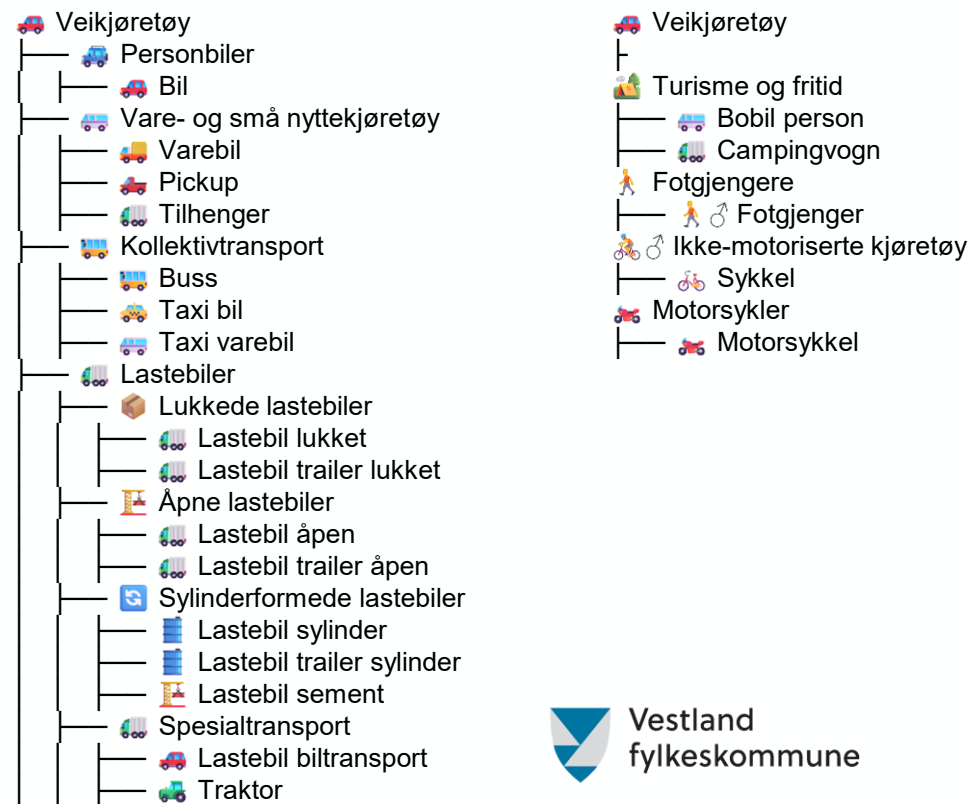 Veikjøretøy
Personbiler
Bil
Vare- og små nyttekjøretøy
Varebil
Pickup
Tilhenger
Kollektivtransport
Buss
Taxi bil
Taxi varebil
Lastebiler
Lukkede lastebiler
Lastebil lukket
Lastebil trailer lukket
Åpne lastebiler
Lastebil åpen
Lastebil trailer åpen
Sylinderformede lastebiler
Lastebil sylinder
Lastebil trailer sylinder
Lastebil sement
Spesialtransport
Lastebil biltransport
Traktor
Veikjøretøy
Turisme og fritid
Bobil person
Campingvogn
Fotgjengere
♂ Fotgjenger
♂ Ikke-motoriserte kjøretøy
Sykkel
Motorsykler
Motorsykkel
Vestland
fylkeskommune